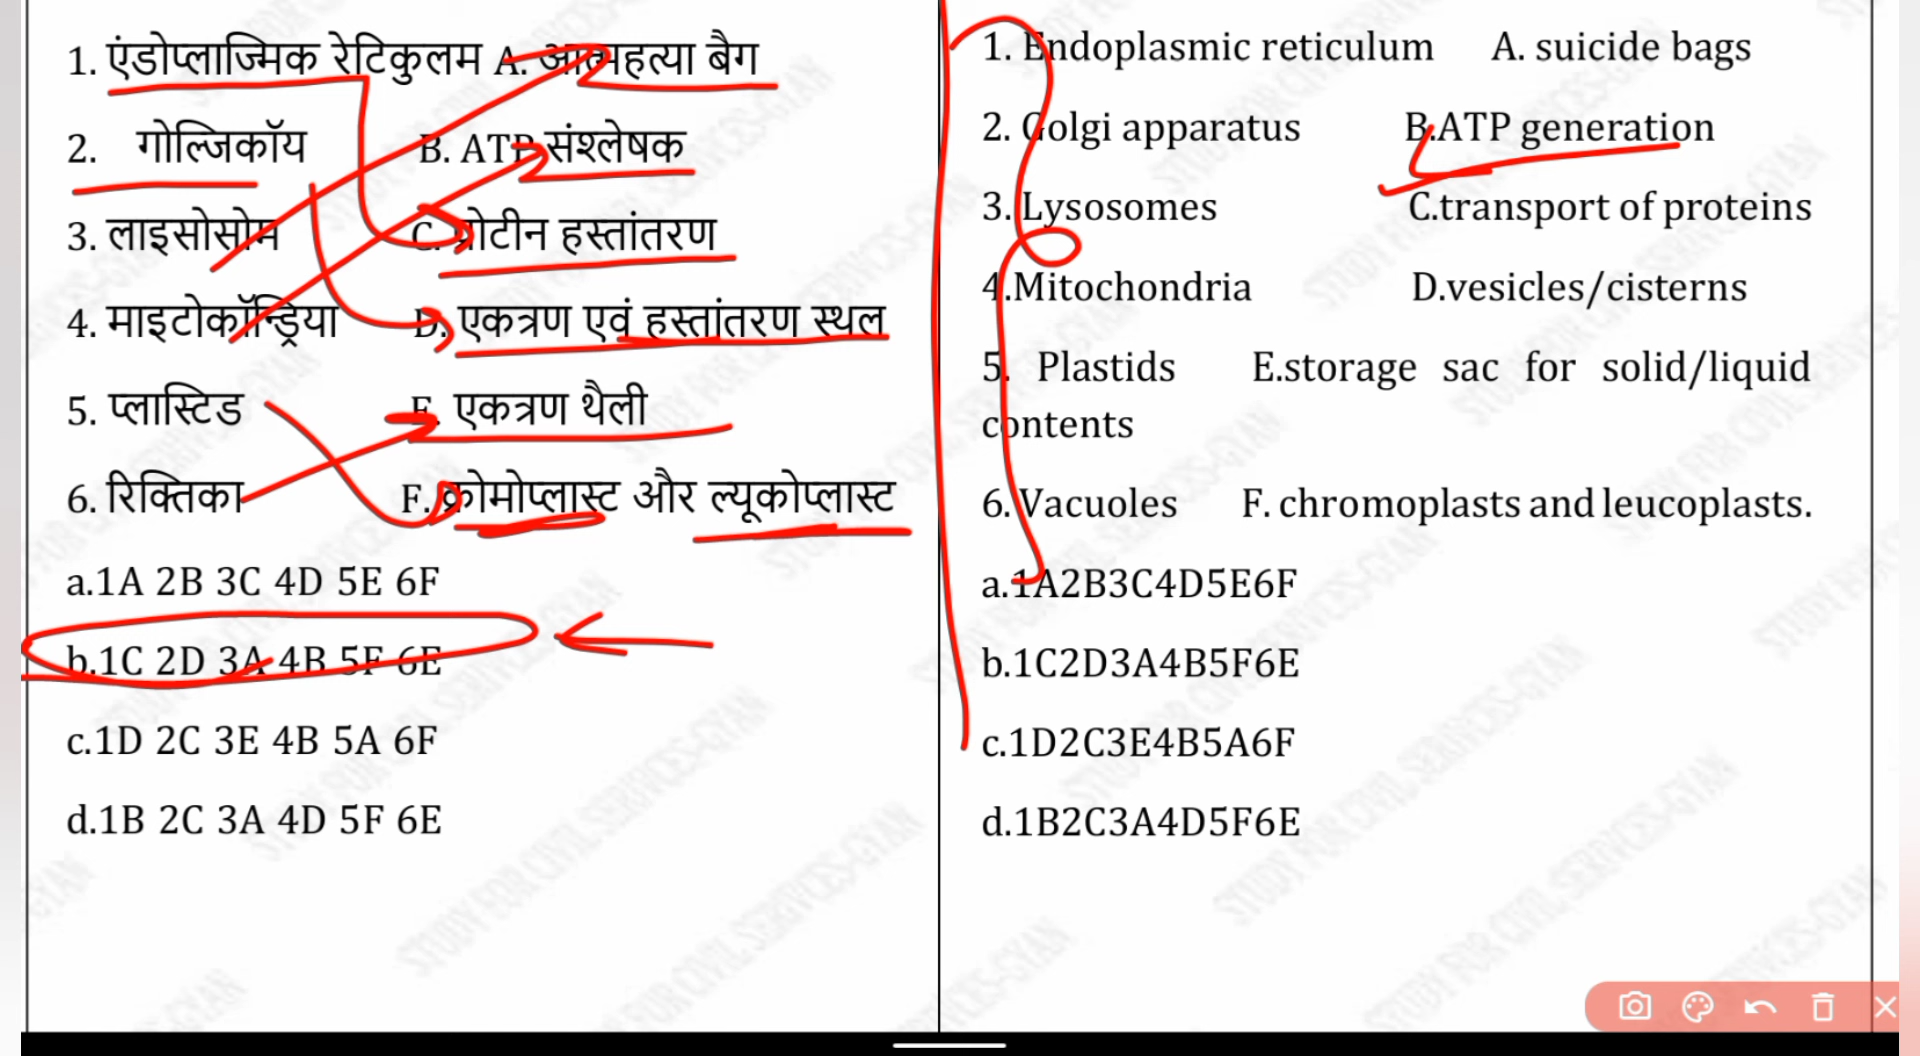 1. एंडोप्लाज्मिक रेटिकुलम A. आत्महत्या बैग
2. गोल्जिकॉय B. ATP संश्लेषक
3. लाइसोसोम C. प्रोटीन हस्तांतरण
4. माइटोकॉन्ड्रिया D. एकत्रण एवं हस्तांतरण स्थल
5. प्लास्टिड E. एकत्रण थैली
6. रिक्तिका F. क्रोमोप्लास्ट और ल्यूकोप्लास्ट
a.1A 2B 3C 4D 5E 6F
b.1C 2D 3A 4B 5F 6E
c.1D 2C 3E 4B 5A 6F
d.1B 2C 3A 4D 5F 6E
1. Endoplasmic reticulum A. suicide bags
2. Golgi apparatus B.ATP generation
3. Lysosomes C.transport of proteins
4.Mitochondria D.vesicles/cisterns
5. Plastids E.storage sac for solid/liquid
contents
6. Vacuoles F. chromoplasts and leucoplasts.
a.1A2B3C4D5E6F
b.1C2D3A4B5F6E
c.1D2C3E4B5A6F
d.1B2C3A4D5F6E